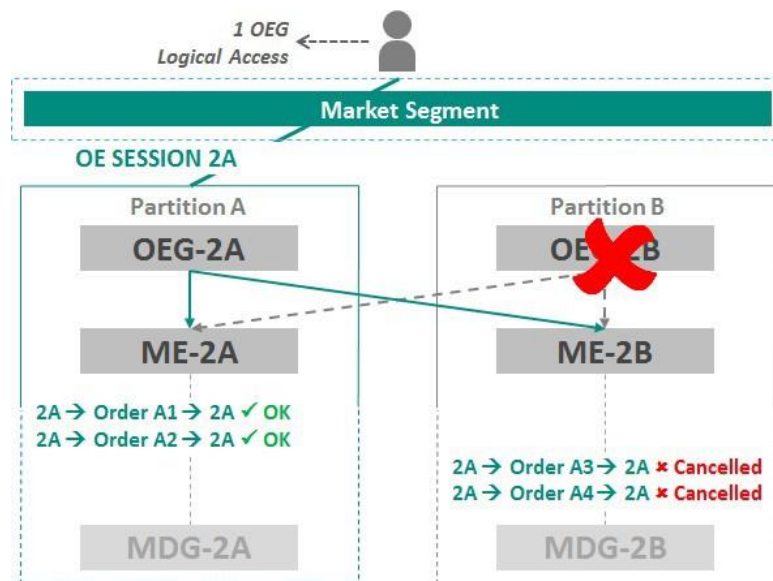 1 OEG
Logical Access
Market Segment
OE SESSION 2A
Partition A
Partition B
OEG-2A
ME-2A
ME-2B
2A → Order A1 → 2A ✓ OK
2A → Order A2 → 2A ✓ OK
2A → Order A3 → 2A ✖ Cancelled
2A → Order A4 → 2A ✖ Cancelled
MDG-2A
MDG-2B